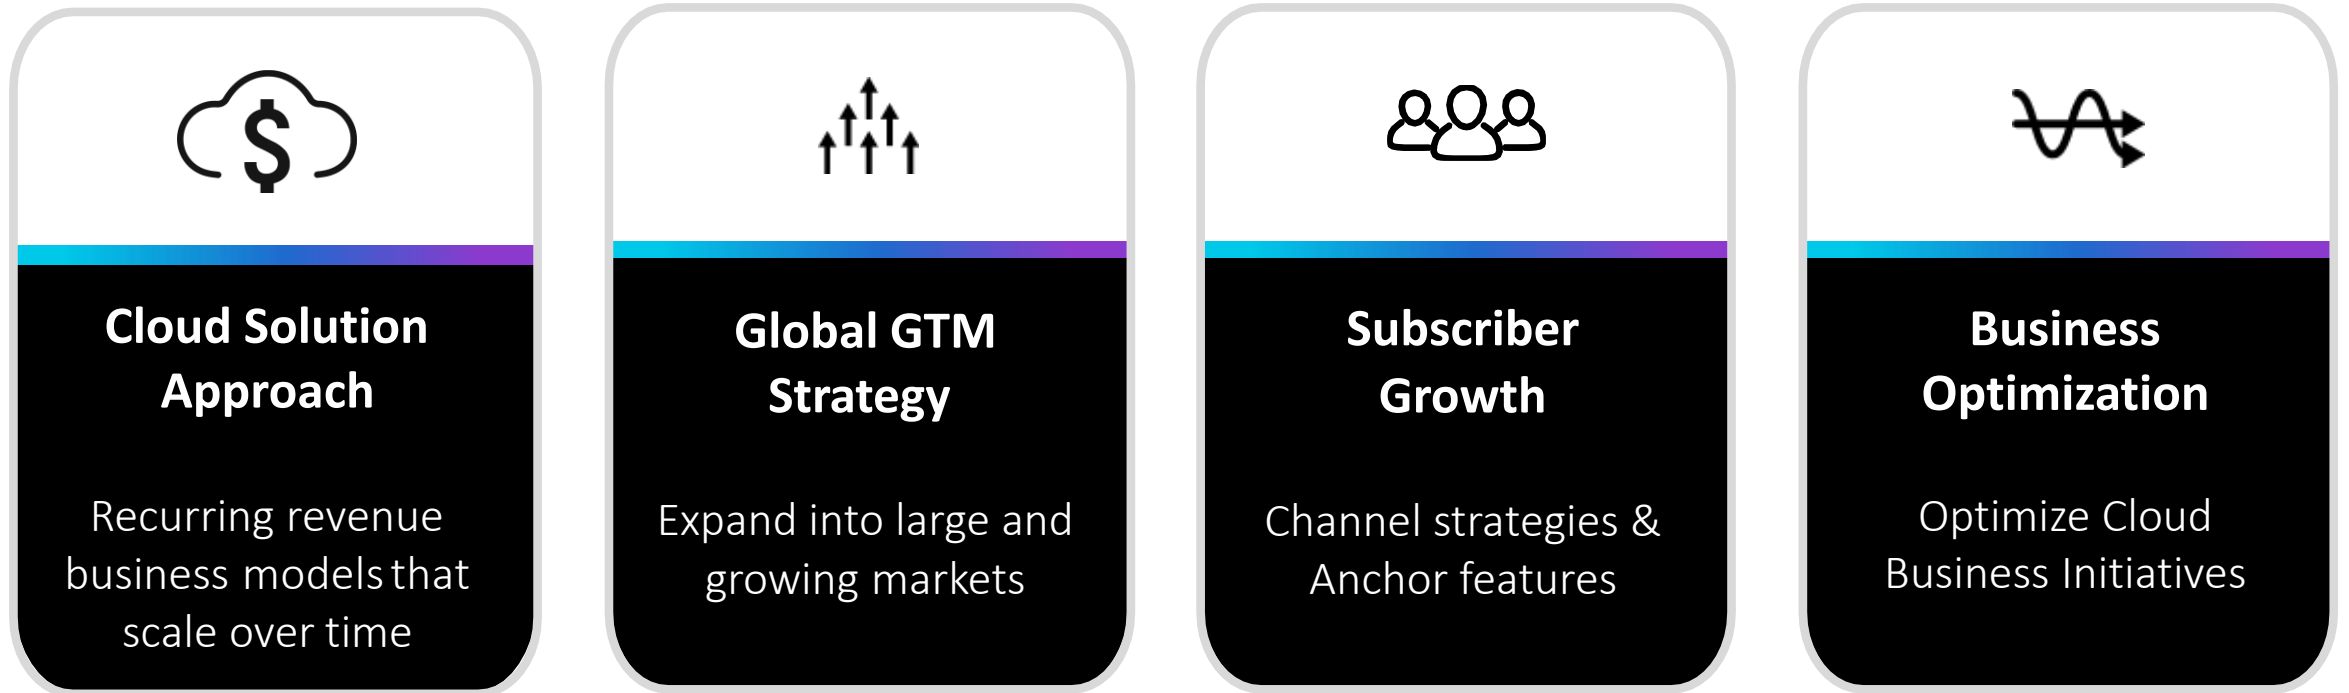 $
Cloud Solution
Approach
Recurring revenue
business models that
scale over time
Global GTM
Strategy
Expand into large and
growing markets
Subscriber
Growth
Channel strategies &
Anchor features
Business
Optimization
Optimize Cloud
Business Initiatives